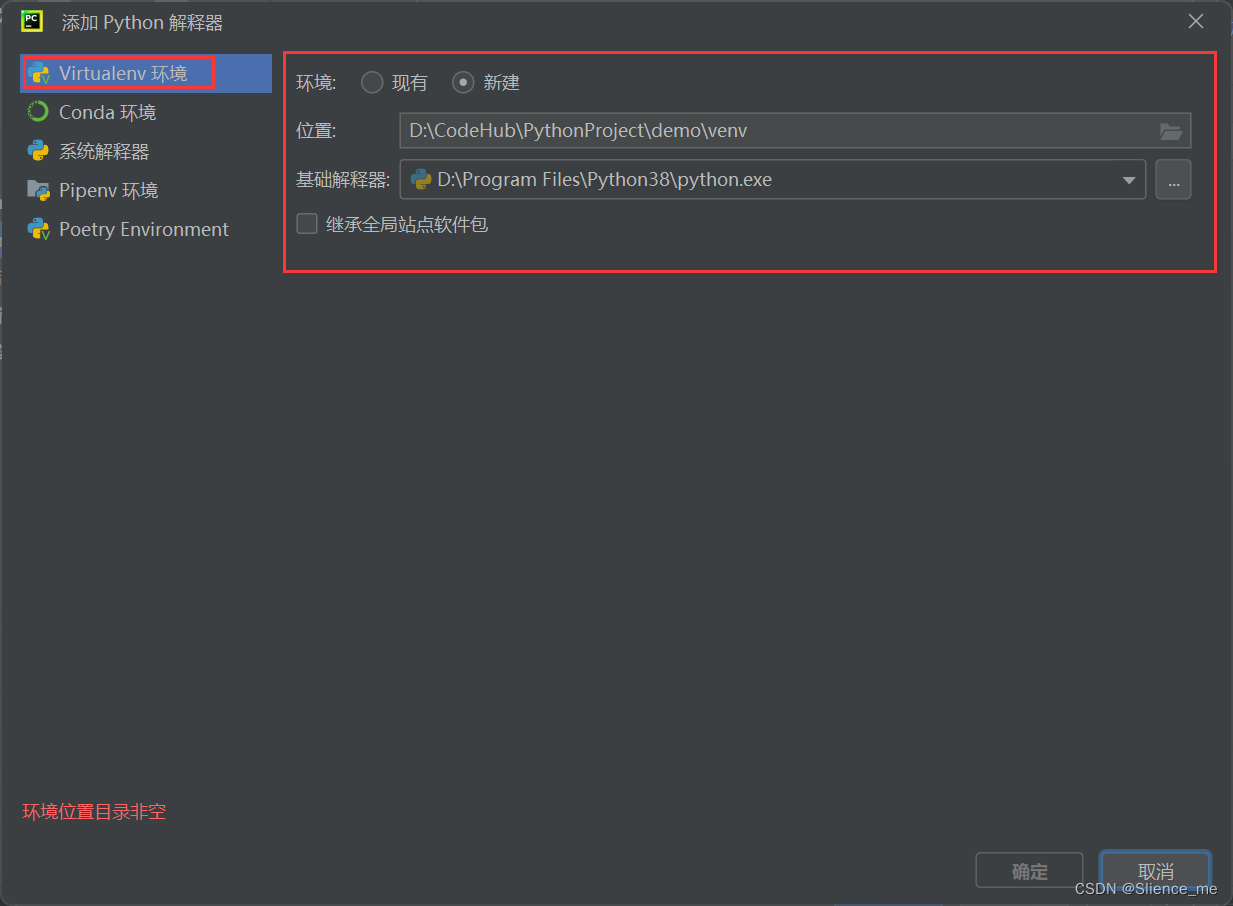 PC
添加 Python 解释器
Virtualenv 环境
Conda 环境
系统解释器
Pipenv 环境
Poetry Environment
环境: 现有 新建
位置: D:\CodeHub\PythonProject\demo\venv
基础解释器: D:\Program Files\Python38\python.exe ...
继承全局站点软件包
环境位置目录非空
确定 取消
CSDN @Slience_me